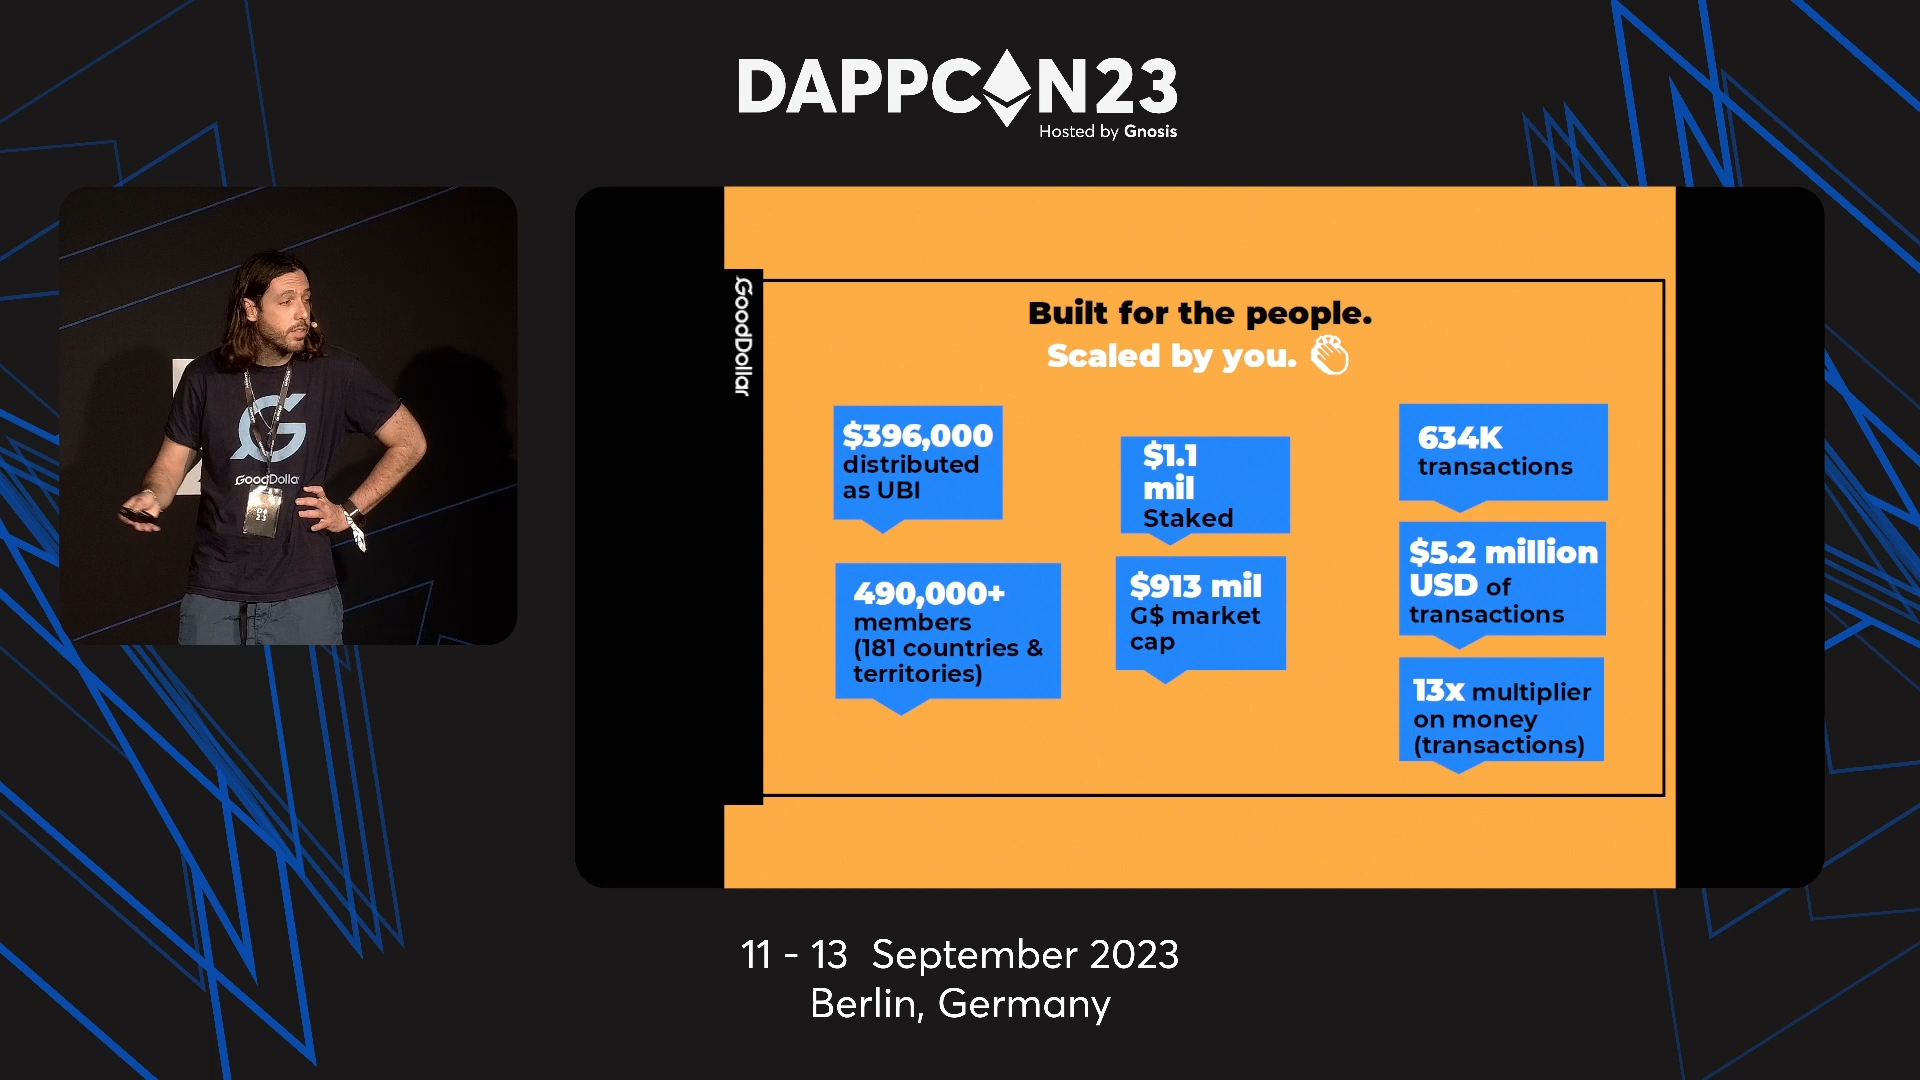 DAPPCON23
Hosted by Gnosis
GoodDollar
GoodDollar
Built for the people.
Scaled by you.
$396,000
distributed
as UBI
490,000+
members
(181 countries &
territories)
$1.1
mil
Staked
$913 mil
G$ market
cap
634K
transactions
$5.2 million
USD of
transactions
13x multiplier
on money
(transactions)
11 - 13 September 2023
Berlin, Germany